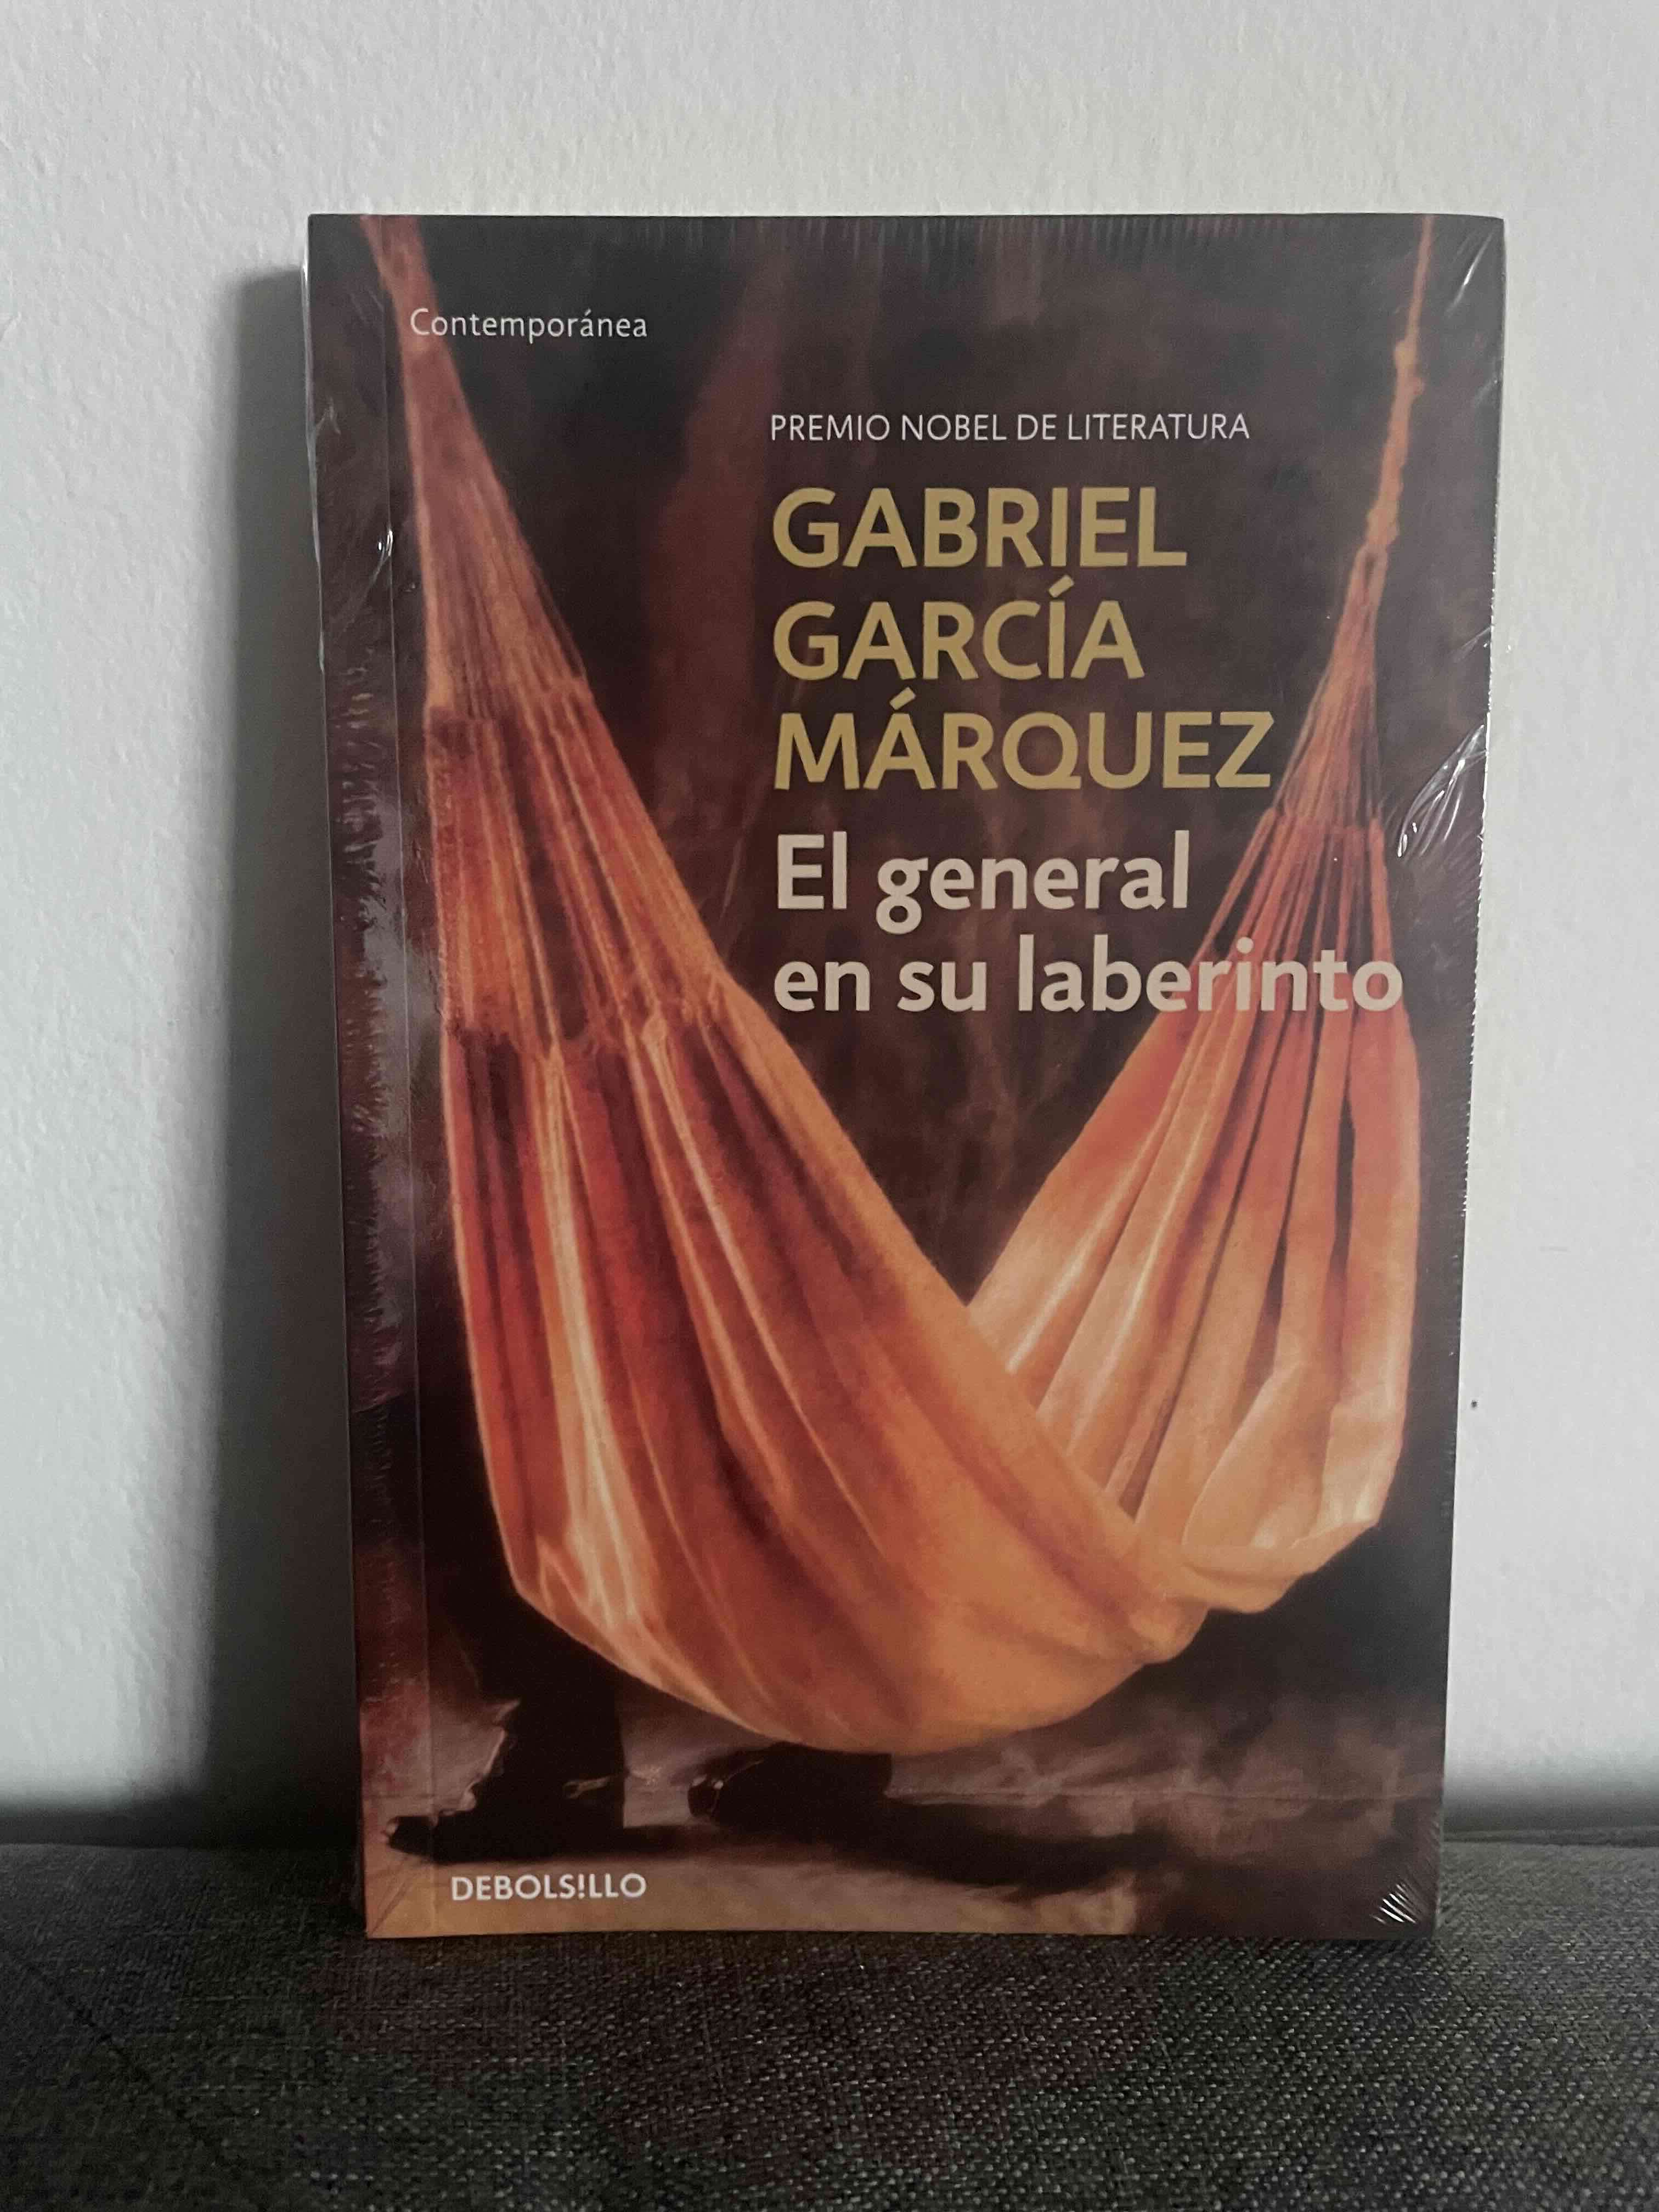 Contemporánea
PREMIO NOBEL DE LITERATURA
GABRIEL
GARCÍA
MÁRQUEZ
El general
en su laberinto
DEBOLS!LLO